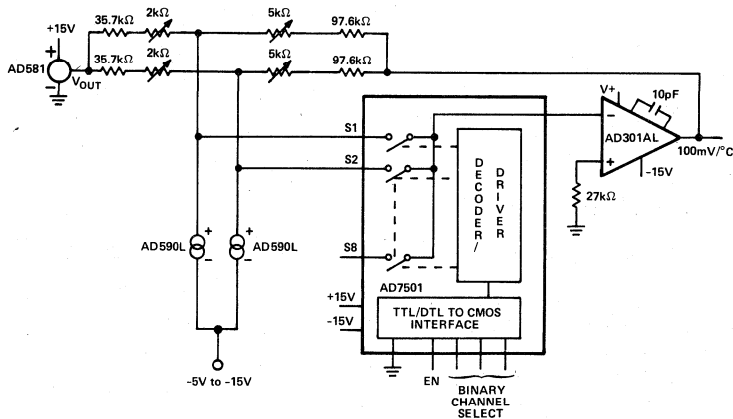 35.7kΩ
2kΩ
5kΩ
97.6kΩ
+15V
+
AD581
−
VOUT
35.7kΩ
2kΩ
5kΩ
97.6kΩ
S1
S2
S8
DECODER/
DRIVER
AD7501
TTL/DTL TO CMOS
INTERFACE
+15V
−15V
EN
BINARY
CHANNEL
SELECT
AD590L
+
−
+
−
AD590L
−5V to −15V
V+
10pF
−
AD301AL
+
−15V
100mV/°C
27kΩ